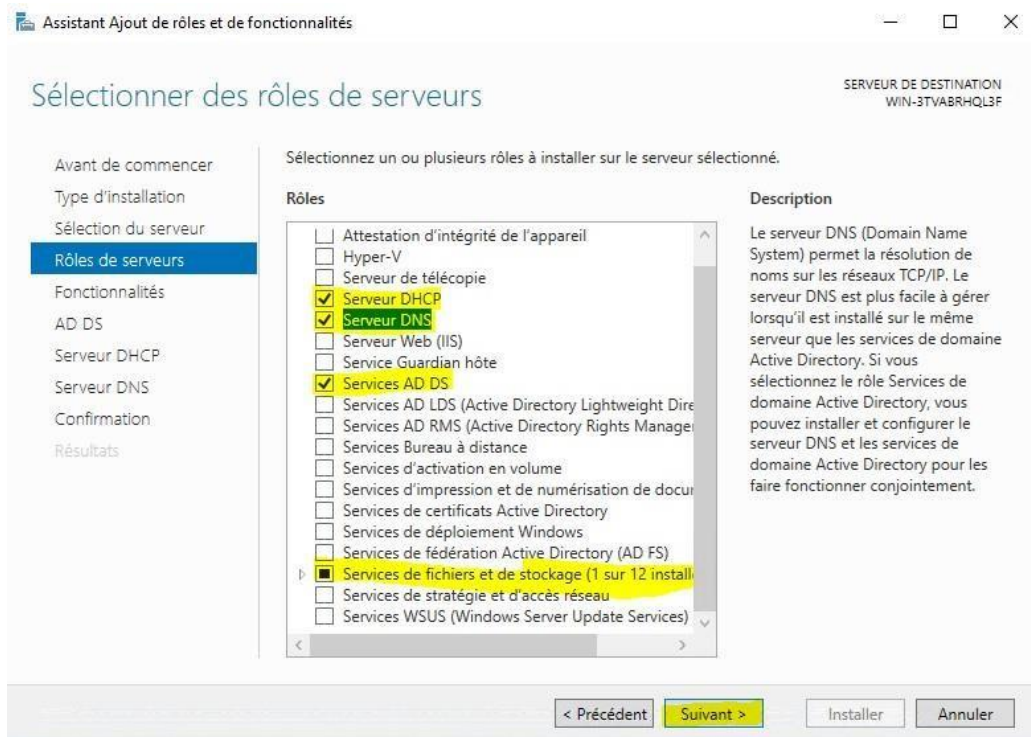 Assistant Ajout de rôles et de fonctionnalités
Sélectionner des rôles de serveurs
SERVEUR DE DESTINATION
WIN-3TVABRHQL3F
Avant de commencer
Type d'installation
Sélection du serveur
Rôles de serveurs
Fonctionnalités
AD DS
Serveur DHCP
Serveur DNS
Confirmation
Résultats
Sélectionnez un ou plusieurs rôles à installer sur le serveur sélectionné.
Rôles
Attestation d'intégrité de l'appareil
Hyper-V
Serveur de télécopie
Serveur DHCP
Serveur DNS
Serveur Web (IIS)
Service Guardian hôte
Services AD DS
Services AD LDS (Active Directory Lightweight Dire
Services AD RMS (Active Directory Rights Manage
Services Bureau à distance
Services d'activation en volume
Services d'impression et de numérisation de docu
Services de certificats Active Directory
Services de déploiement Windows
Services de fédération Active Directory (AD FS)
Services de fichiers et de stockage (1 sur 12 install
Services de stratégie et d'accès réseau
Services WSUS (Windows Server Update Services)
Description
Le serveur DNS (Domain Name
System) permet la résolution de
noms sur les réseaux TCP/IP. Le
serveur DNS est plus facile à gérer
lorsqu'il est installé sur le même
serveur que les services de domaine
Active Directory. Si vous
sélectionnez le rôle Services de
domaine Active Directory, vous
pouvez installer et configurer le
serveur DNS et les services de
domaine Active Directory pour les
faire fonctionner conjointement.
< Précédent
Suivant >
Installer
Annuler